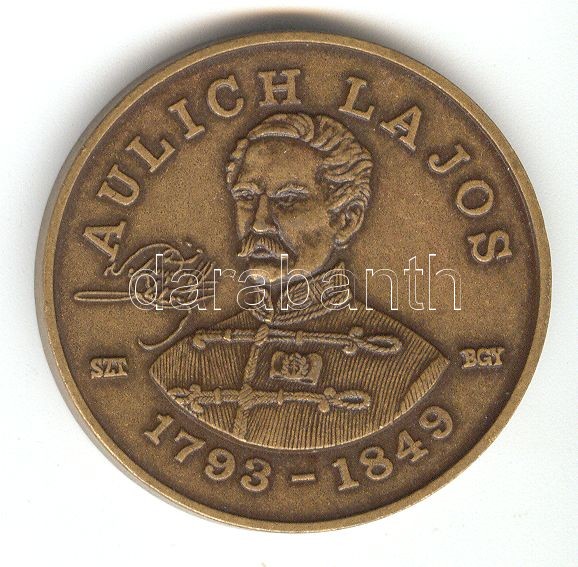 AULICH LAJOS
darabanth
SZT BGY
1793-1849